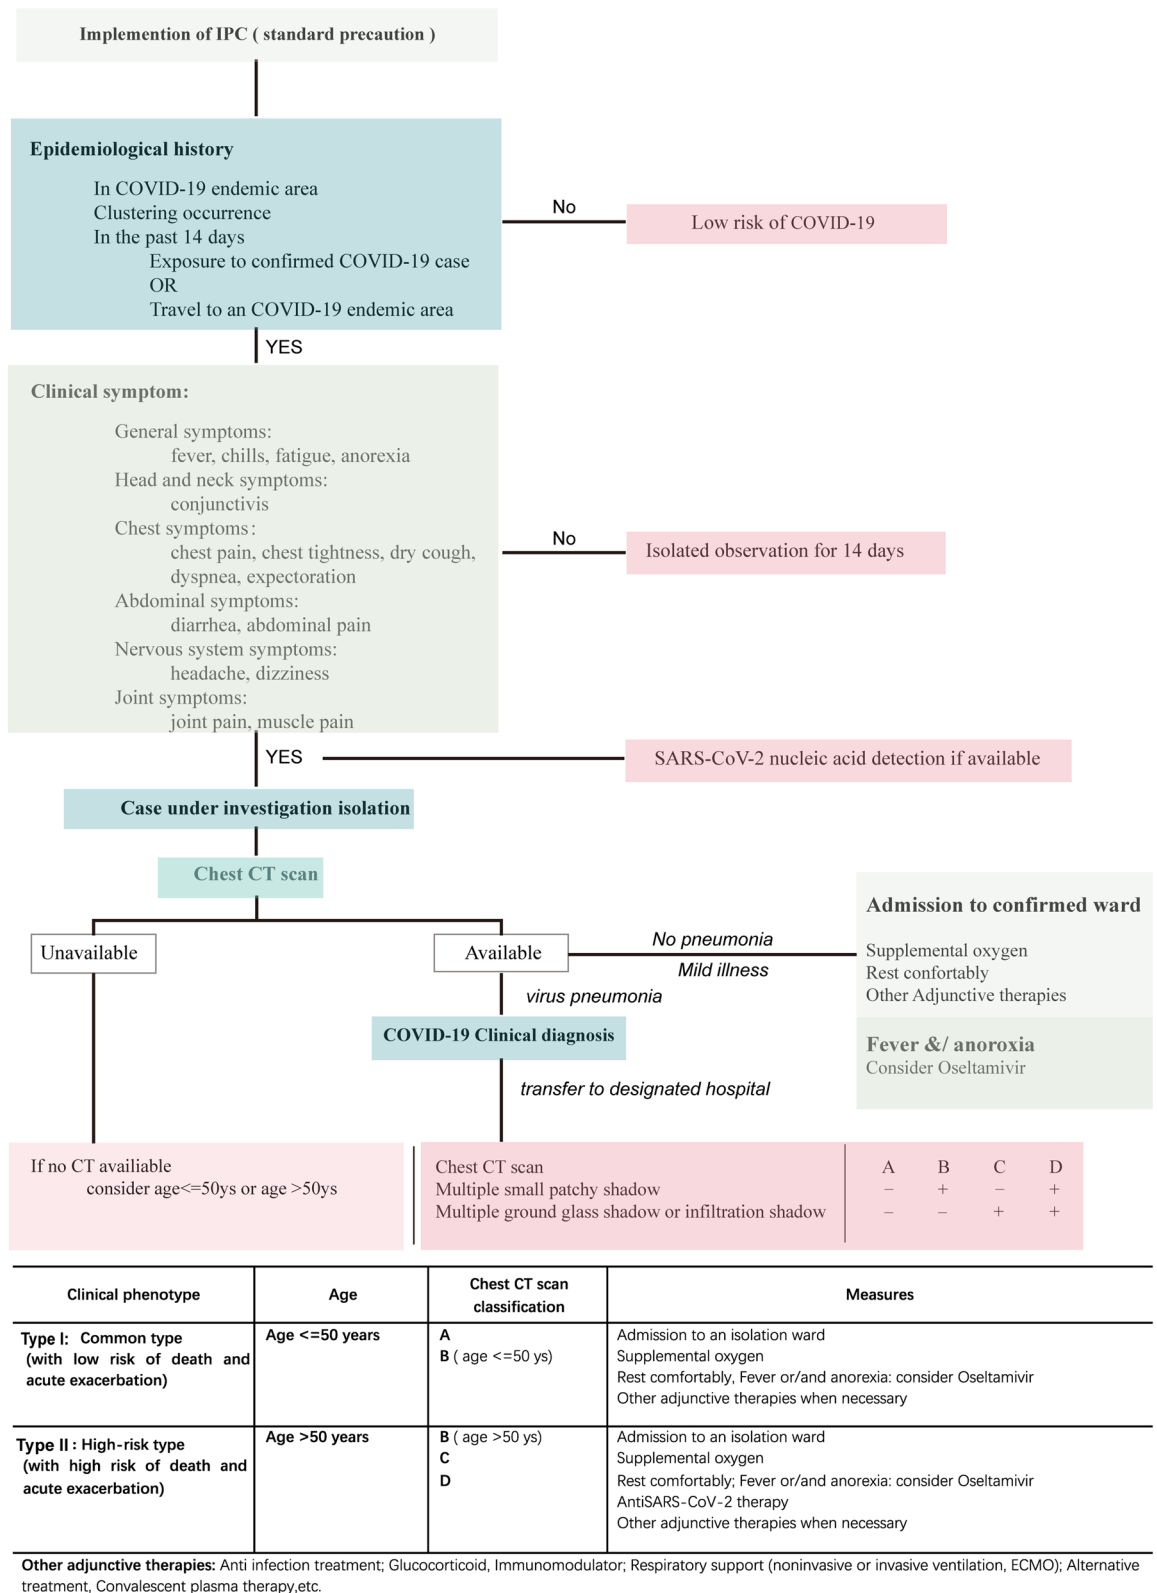 Implemention of IPC ( standard precaution )
Epidemiological history
In COVID-19 endemic area
Clustering occurrence
In the past 14 days
Exposure to confirmed COVID-19 case
OR
Travel to an COVID-19 endemic area
No
Low risk of COVID-19
YES
Clinical symptom:
General symptoms:
fever, chills, fatigue, anorexia
Head and neck symptoms:
conjunctivis
Chest symptoms:
chest pain, chest tightness, dry cough,
dyspnea, expectoration
Abdominal symptoms:
diarrhea, abdominal pain
Nervous system symptoms:
headache, dizziness
Joint symptoms:
joint pain, muscle pain
No
Isolated observation for 14 days
YES
SARS-CoV-2 nucleic acid detection if available
Case under investigation isolation
Chest CT scan
Unavailable
Available
No pneumonia
Mild illness
Admission to confirmed ward
Supplemental oxygen
Rest confortably
Other Adjunctive therapies
Fever &/ anoroxia
Consider Oseltamivir
virus pneumonia
COVID-19 Clinical diagnosis
transfer to designated hospital
If no CT availiable
consider age<=50ys or age >50ys
Chest CT scan A B C D
Multiple small patchy shadow – + – +
Multiple ground glass shadow or infiltration shadow – – + +
Clinical phenotype Age Chest CT scan classification Measures
Type I: Common type Age <=50 years A Admission to an isolation ward
(with low risk of death and B ( age <=50 ys) Supplemental oxygen
acute exacerbation) Rest comfortably, Fever or/and anorexia: consider Oseltamivir
Other adjunctive therapies when necessary
Type II : High-risk type Age >50 years B ( age >50 ys) Admission to an isolation ward
(with high risk of death and C Supplemental oxygen
acute exacerbation) D Rest comfortably; Fever or/and anorexia: consider Oseltamivir
AntiSARS-CoV-2 therapy
Other adjunctive therapies when necessary
Other adjunctive therapies: Anti infection treatment; Glucocorticoid, Immunomodulator; Respiratory support (noninvasive or invasive ventilation, ECMO); Alternative
treatment, Convalescent plasma therapy,etc.